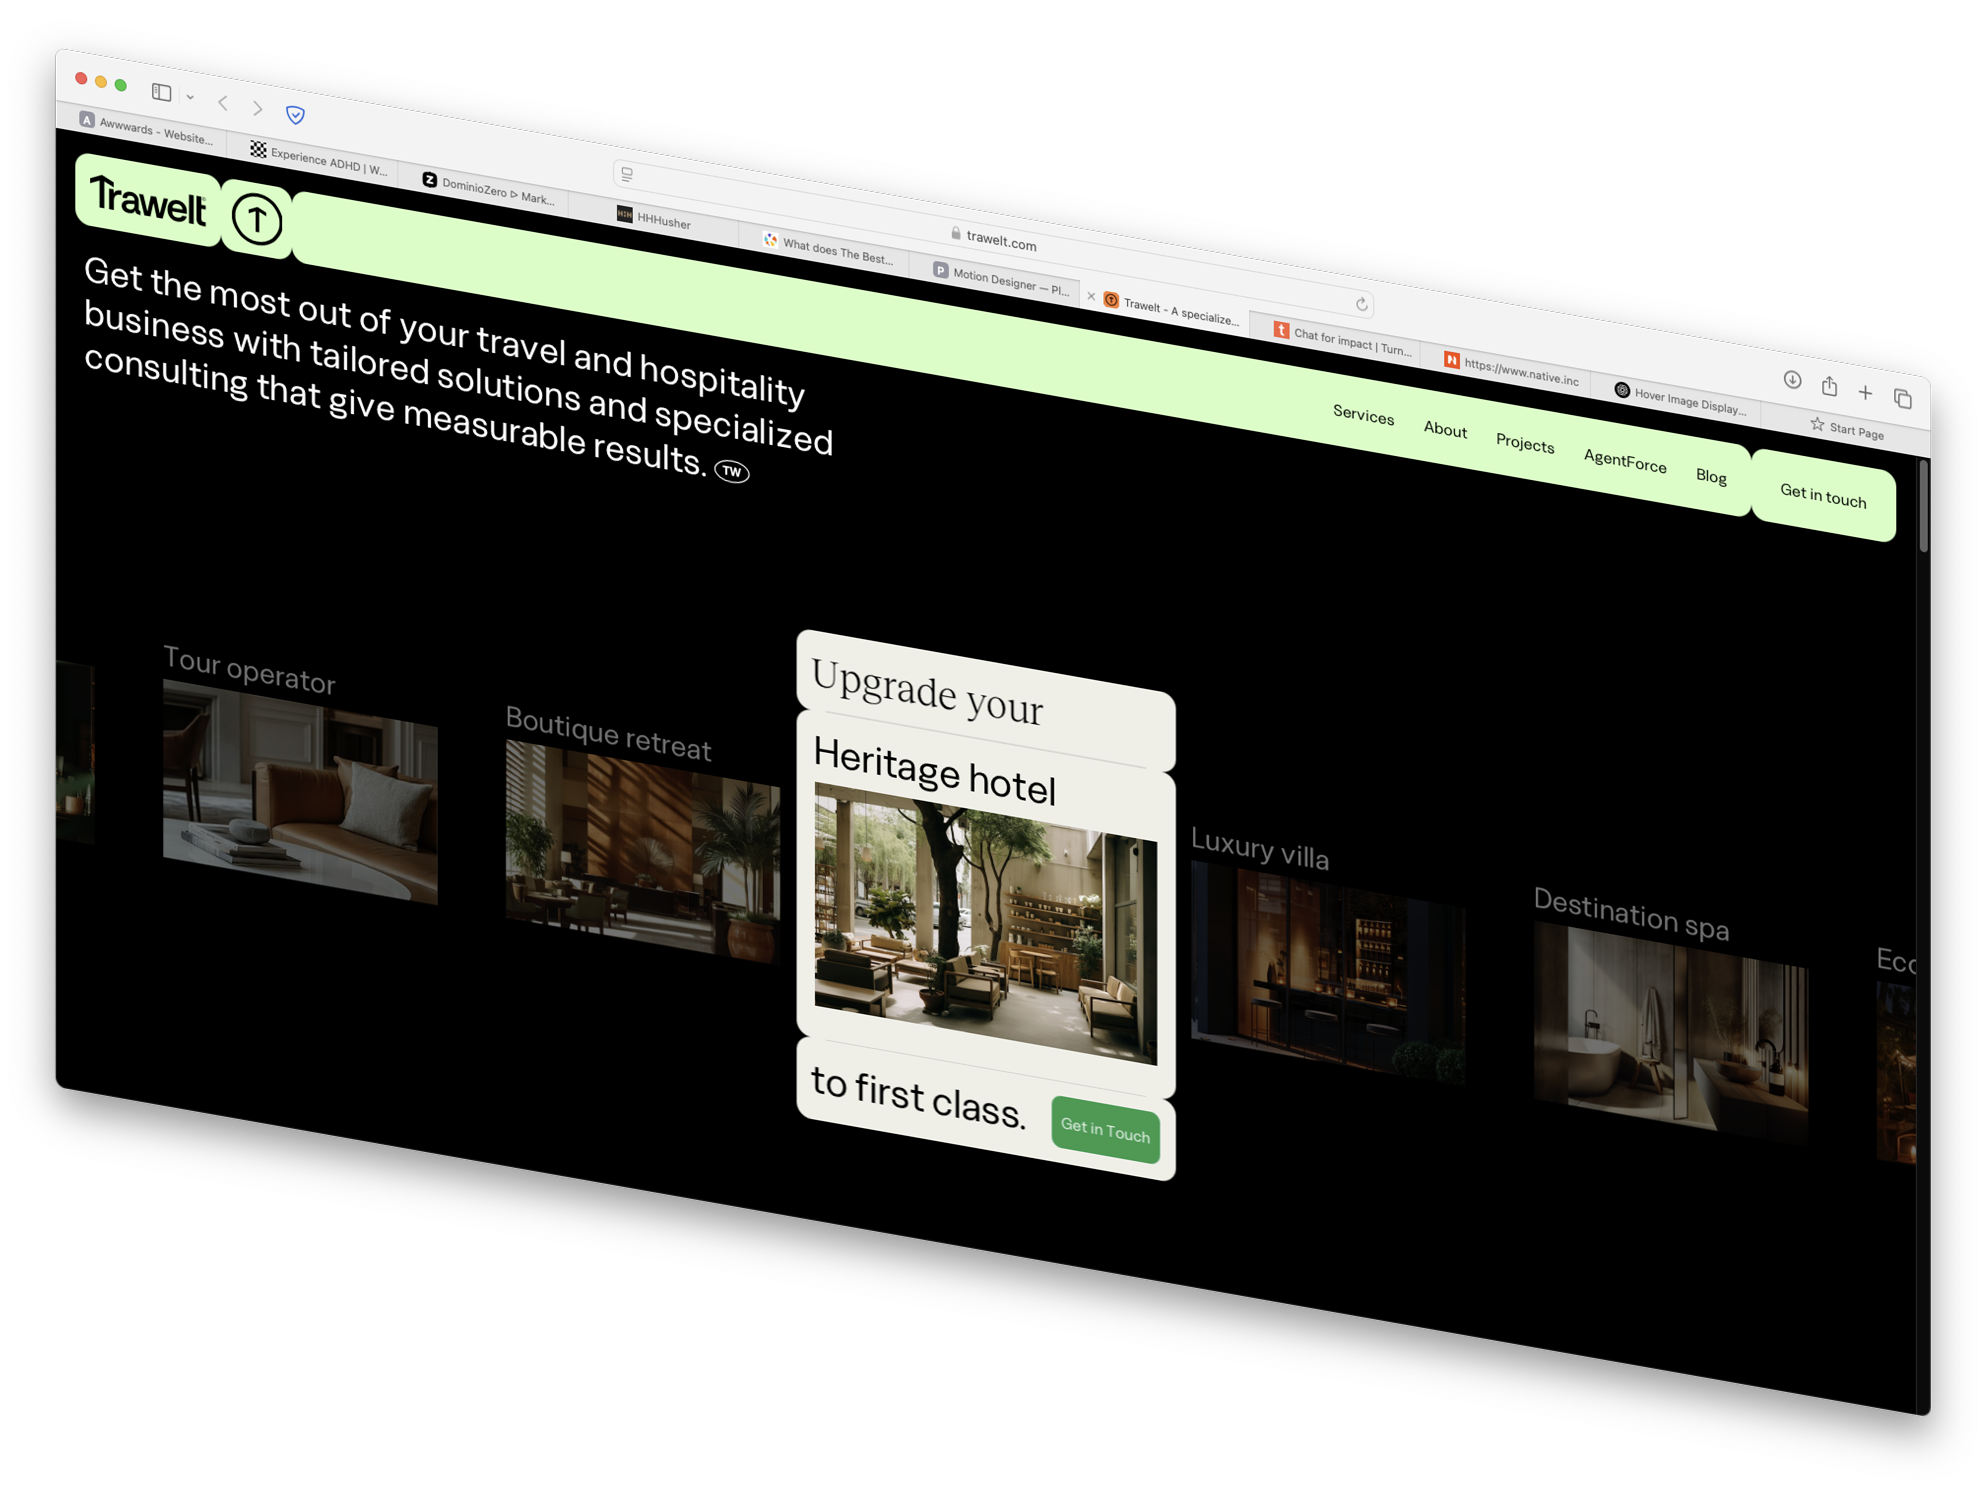 trawelt.com
Awwwards - Website...
Experience ADHD | W...
DominioZero ▷ Mark...
HHHusher
What does The Best...
Motion Designer — Pl...
Trawelt - A specialize...
Chat for impact | Turn...
https://www.native.inc
Hover Image Display...
Start Page
Trawelt
Services
About
Projects
AgentForce
Blog
Get in touch
Get the most out of your travel and hospitality
business with tailored solutions and specialized
consulting that give measurable results. TW
Tour operator
Boutique retreat
Upgrade your
Heritage hotel
to first class.
Get in Touch
Luxury villa
Destination spa
Ecc